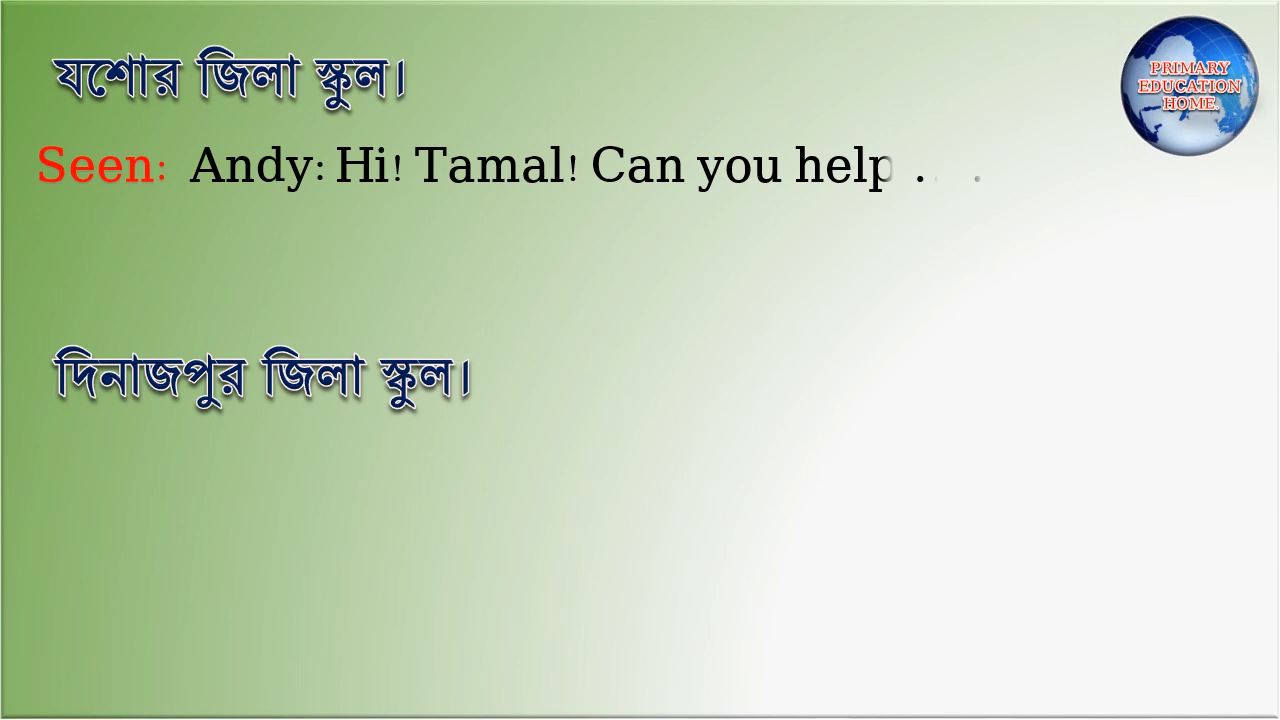 যশোর জিলা স্কুল।
PRIMARY
EDUCATION
HOME.
Seen: Andy: Hi! Tamal! Can you help . .
দিনাজপুর জিলা স্কুল।